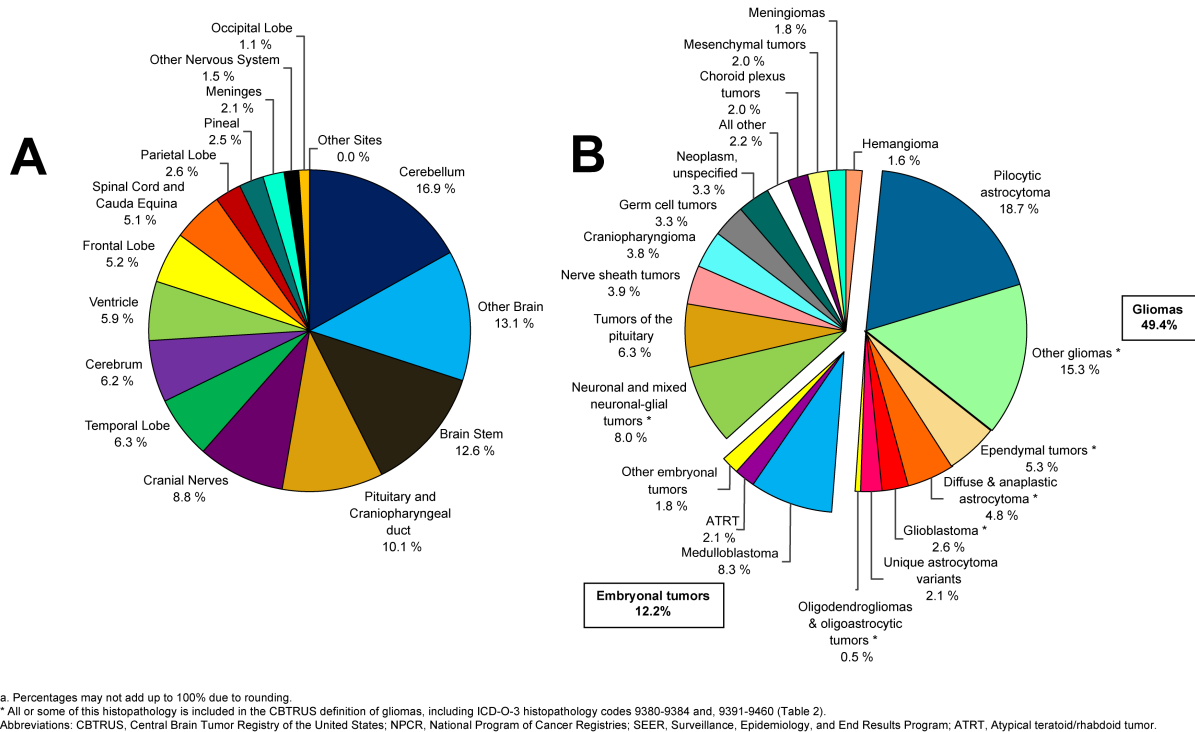 A
Occipital Lobe
1.1 %
Other Nervous System
1.5 %
Meninges
2.1 %
Pineal
2.5 %
Parietal Lobe
2.6 %
Spinal Cord and
Cauda Equina
5.1 %
Frontal Lobe
5.2 %
Ventricle
5.9 %
Cerebrum
6.2 %
Temporal Lobe
6.3 %
Cranial Nerves
8.8 %
Pituitary and
Craniopharyngeal
duct
10.1 %
Brain Stem
12.6 %
Other Brain
13.1 %
Cerebellum
16.9 %
Other Sites
0.0 %
B
Meningiomas
1.8 %
Mesenchymal tumors
2.0 %
Choroid plexus
tumors
2.0 %
All other
2.2 %
Neoplasm,
unspecified
3.3 %
Germ cell tumors
3.3 %
Craniopharyngioma
3.8 %
Nerve sheath tumors
3.9 %
Tumors of the
pituitary
6.3 %
Neuronal and mixed
neuronal-glial
tumors *
8.0 %
Other embryonal
tumors
1.8 %
ATRT
2.1 %
Medulloblastoma
8.3 %
Embryonal tumors
12.2%
Hemangioma
1.6 %
Pilocytic
astrocytoma
18.7 %
Gliomas
49.4%
Other gliomas *
15.3 %
Ependymal tumors *
5.3 %
Diffuse & anaplastic
astrocytoma *
4.8 %
Glioblastoma *
2.6 %
Unique astrocytoma
variants
2.1 %
Oligodendrogliomas
& oligoastrocytic
tumors *
0.5 %
a. Percentages may not add up to 100% due to rounding.
* All or some of this histopathology is included in the CBTRUS definition of gliomas, including ICD-O-3 histopathology codes 9380-9384 and, 9391-9460 (Table 2).
Abbreviations: CBTRUS, Central Brain Tumor Registry of the United States; NPCR, National Program of Cancer Registries; SEER, Surveillance, Epidemiology, and End Results Program; ATRT, Atypical teratoid/rhabdoid tumor.